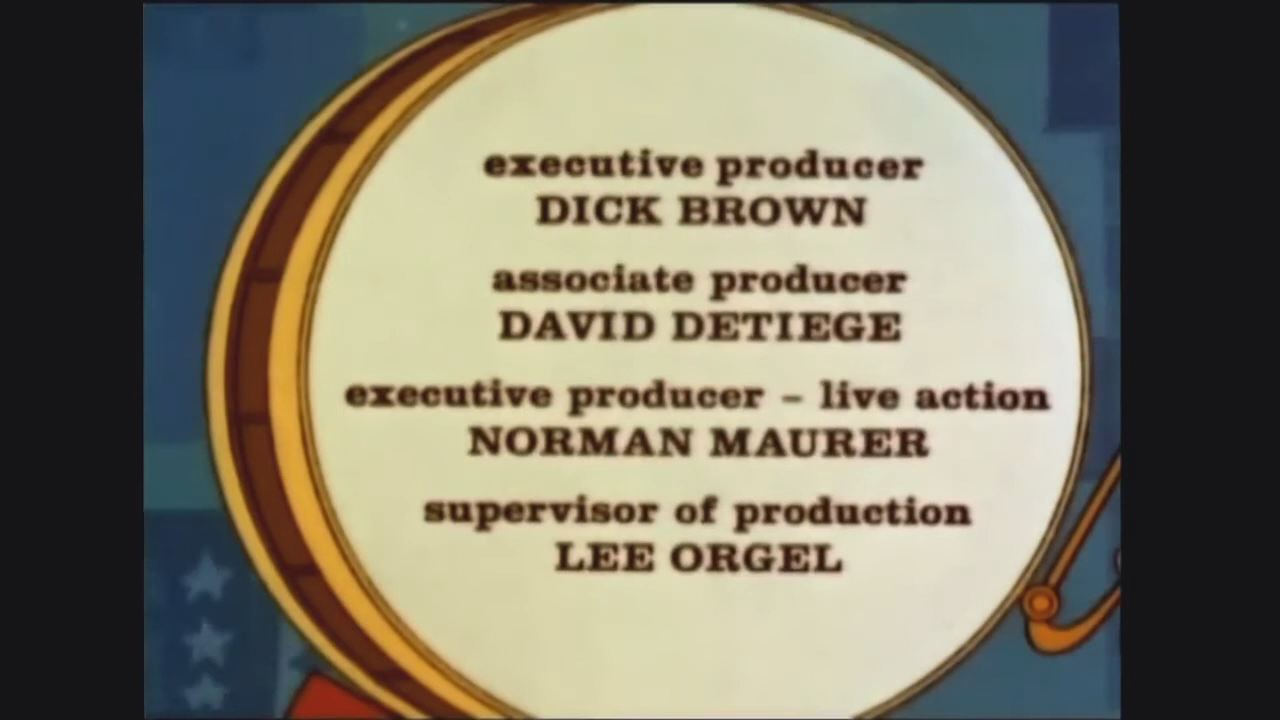 executive producer
DICK BROWN
associate producer
DAVID DETIEGE
executive producer – live action
NORMAN MAURER
supervisor of production
LEE ORGEL